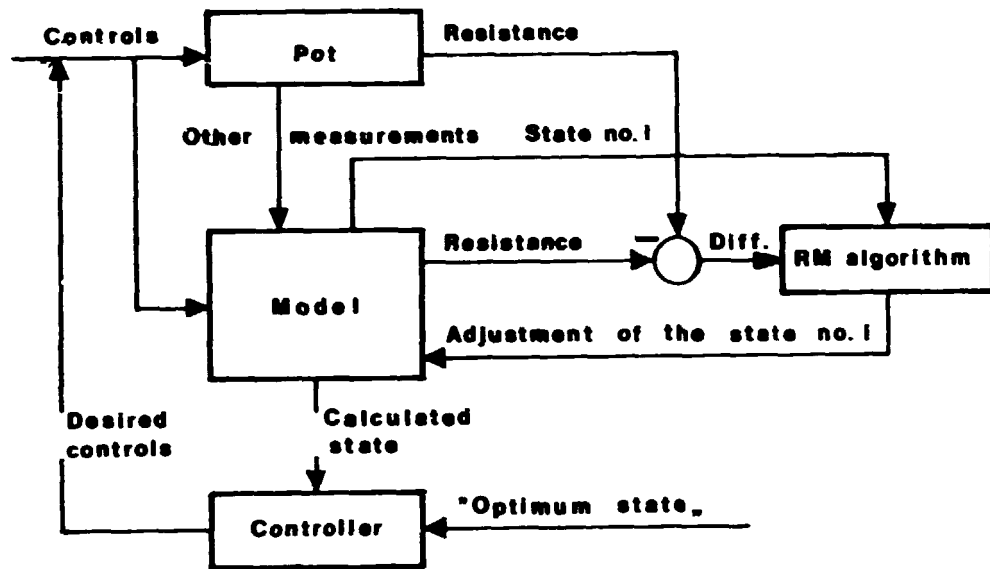 Controls
Pot
Resistance
Other measurements
State no. i
Resistance
−
Diff.
RM algorithm
Model
Adjustment of the state no. i
Desired
controls
Calculated
state
Controller
"Optimum state„